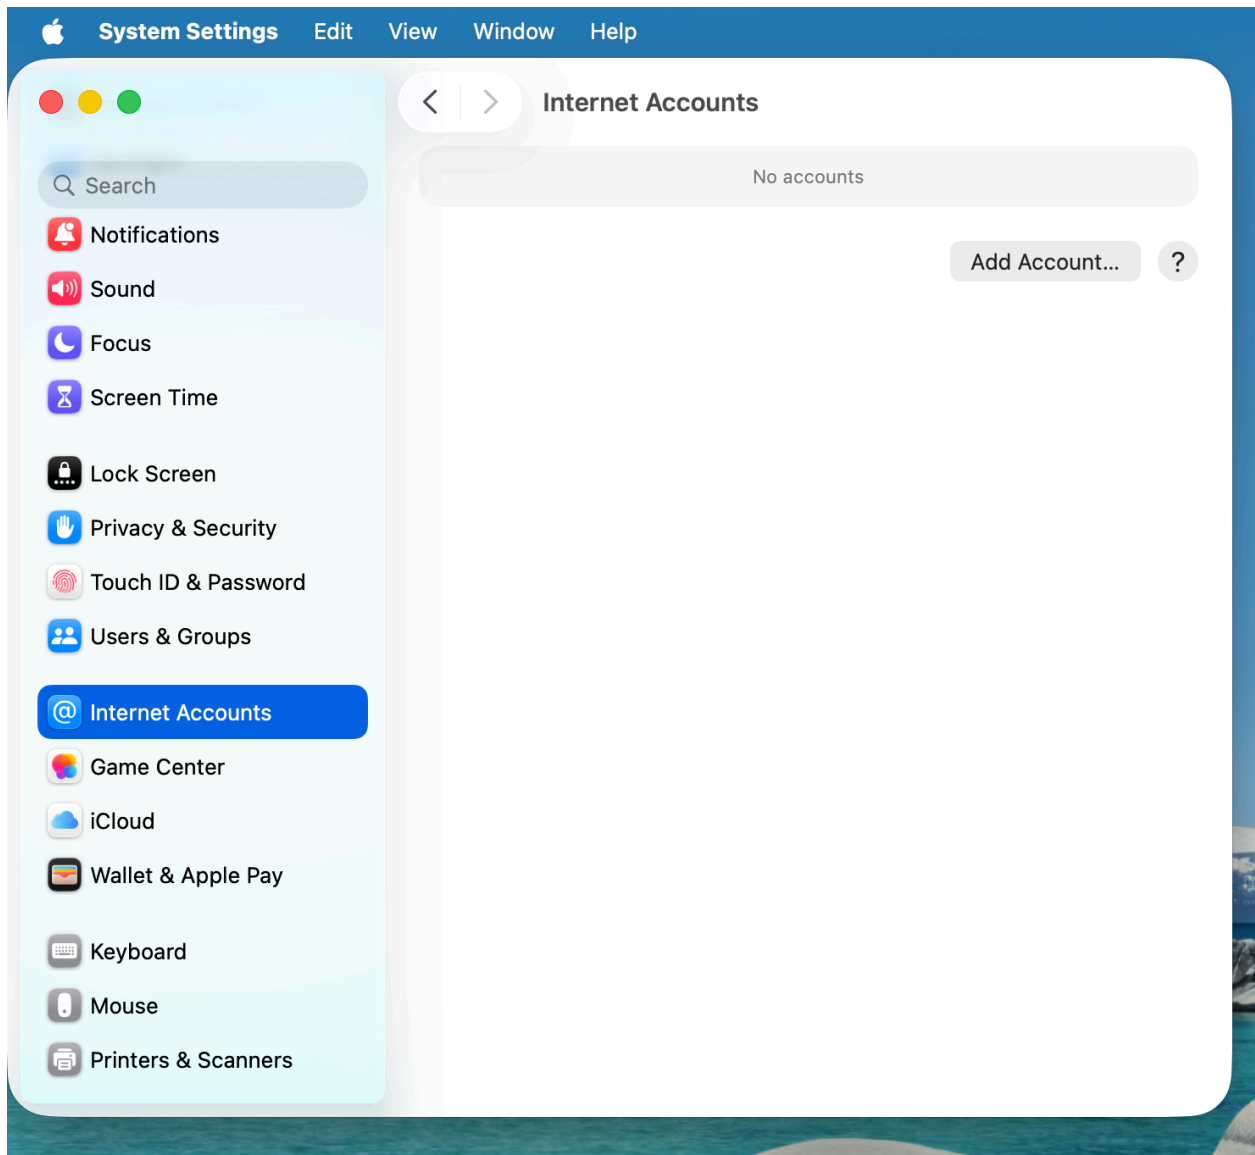 System Settings Edit View Window Help
Internet Accounts
Search
Notifications
Sound
Focus
Screen Time
Lock Screen
Privacy & Security
Touch ID & Password
Users & Groups
Internet Accounts
Game Center
iCloud
Wallet & Apple Pay
Keyboard
Mouse
Printers & Scanners
No accounts
Add Account... ?